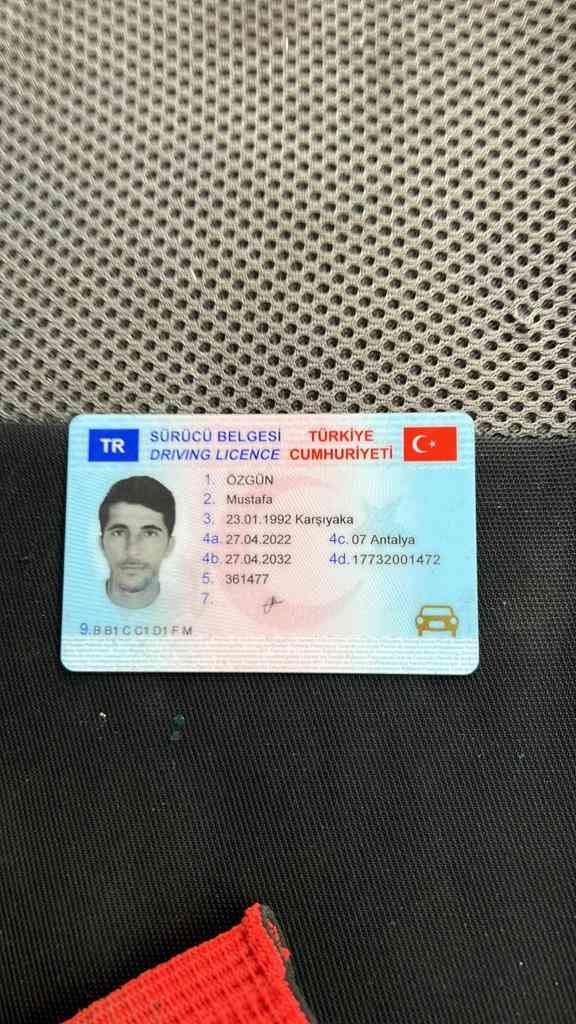 TR
SÜRÜCÜ BELGESİ TÜRKİYE
DRIVING LICENCE CUMHURİYETİ
1. ÖZGÜN
2. Mustafa
3. 23.01.1992 Karşıyaka
4a. 27.04.2022 4c. 07 Antalya
4b. 27.04.2032 4d. 17732001472
5. 361477
7.
9. B B1 C C1 D1 F M